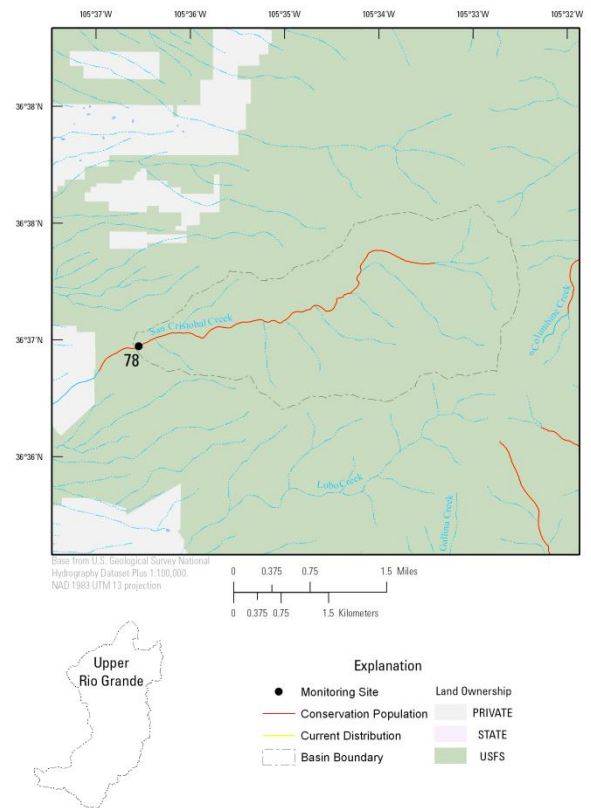 105°37'W 105°36'W 105°35'W 105°34'W 105°33'W 105°32'W
36°38'N
36°38'N
San Cristobal Creek
Columbine Creek
36°37'N
78
36°36'N
Lobo Creek
Gallina Creek
36°36'N
Base from U.S. Geological Survey National
Hydrography Dataset Plus 1:100,000.
NAD 1983 UTM 13 projection
0 0.375 0.75 1.5 Miles
0 0.375 0.75 1.5 Kilometers
Upper
Rio Grande
Explanation
Monitoring Site
Land Ownership
Conservation Population
PRIVATE
Current Distribution
STATE
Basin Boundary
USFS